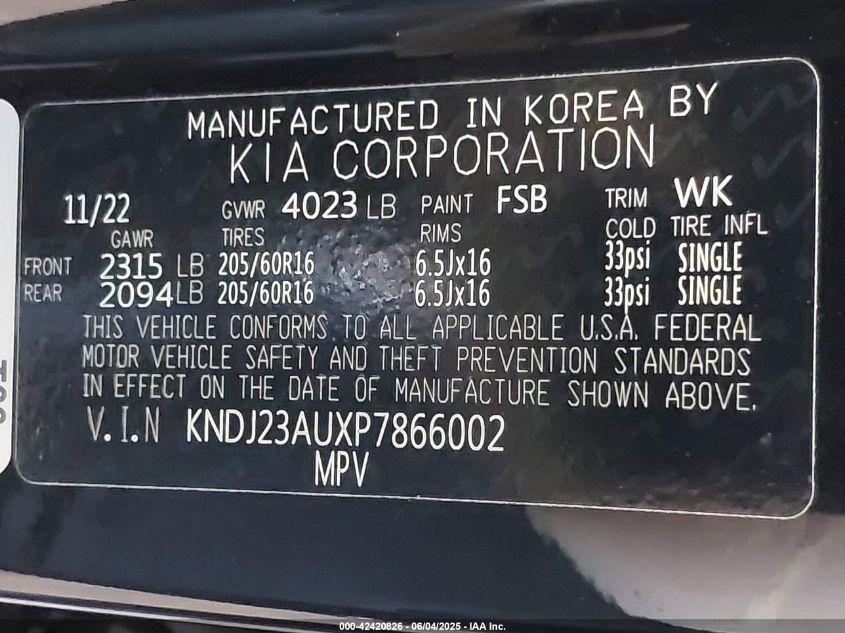 MANUFACTURED IN KOREA BY
KIA CORPORATION
11/22 GVWR 4023 LB PAINT FSB TRIM WK
GAWR TIRES RIMS COLD TIRE INFL
FRONT 2315 LB 205/60R16 6.5Jx16 33psi SINGLE
REAR 2094 LB 205/60R16 6.5Jx16 33psi SINGLE
THIS VEHICLE CONFORMS TO ALL APPLICABLE U.S.A. FEDERAL
MOTOR VEHICLE SAFETY AND THEFT PREVENTION STANDARDS
IN EFFECT ON THE DATE OF MANUFACTURE SHOWN ABOVE.
V.I.N KNDJ23AUXP7866002
MPV
000-42420826 - 06/04/2025 - IAA Inc.